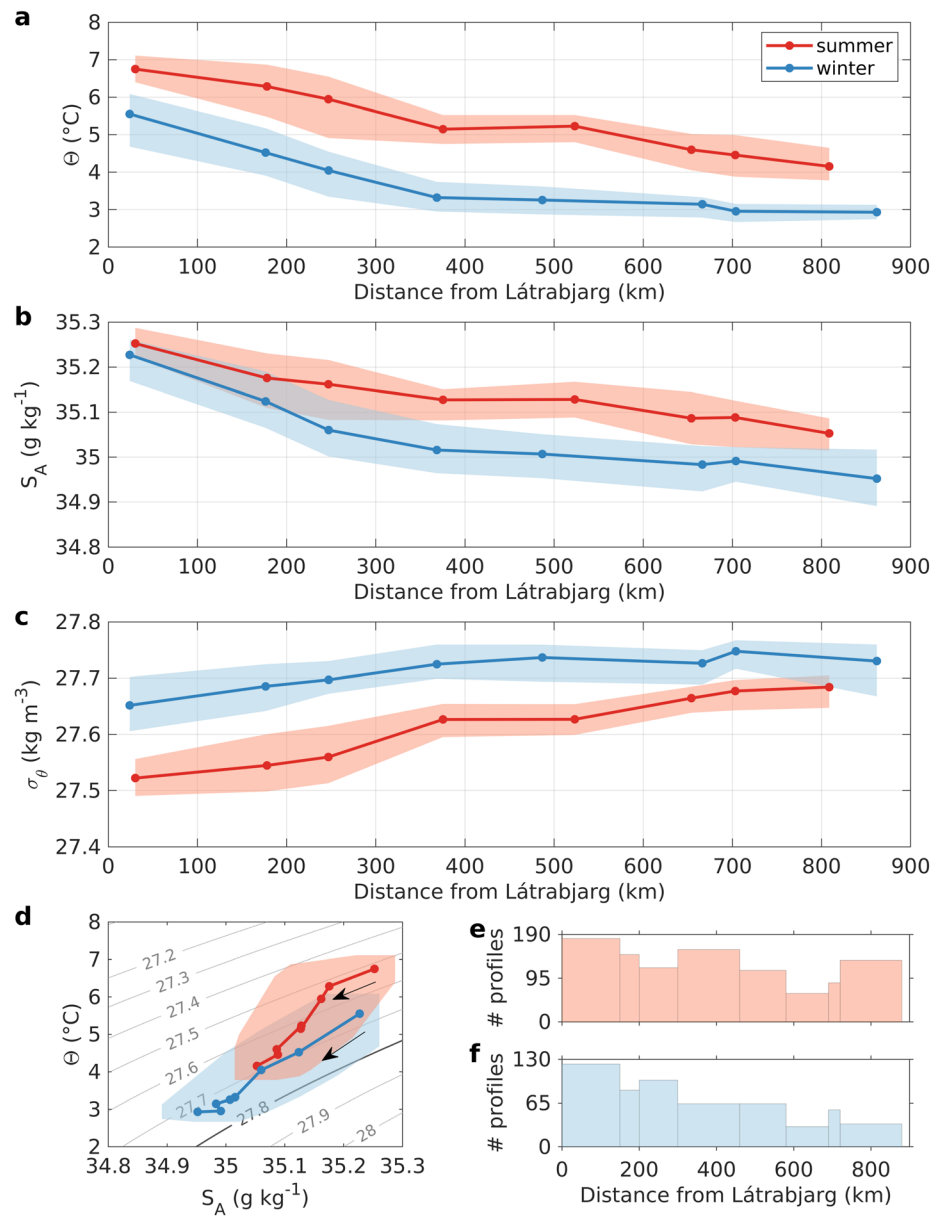 a
8
7
6
5
4
3
2
Θ (°C)
summer
winter
0 100 200 300 400 500 600 700 800 900
Distance from Látrabjarg (km)
b
35.3
35.2
35.1
35
34.9
34.8
S_A (g kg⁻¹)
0 100 200 300 400 500 600 700 800 900
Distance from Látrabjarg (km)
c
27.8
27.7
27.6
27.5
27.4
σ_θ (kg m⁻³)
0 100 200 300 400 500 600 700 800 900
Distance from Látrabjarg (km)
d
8
7
6
5
4
3
2
Θ (°C)
27.2
27.3
27.4
27.5
27.6
27.7
27.8
27.9
28
34.8 34.9 35 35.1 35.2 35.3
S_A (g kg⁻¹)
e
190
95
0
# profiles
f
130
65
0
# profiles
0 200 400 600 800
Distance from Látrabjarg (km)